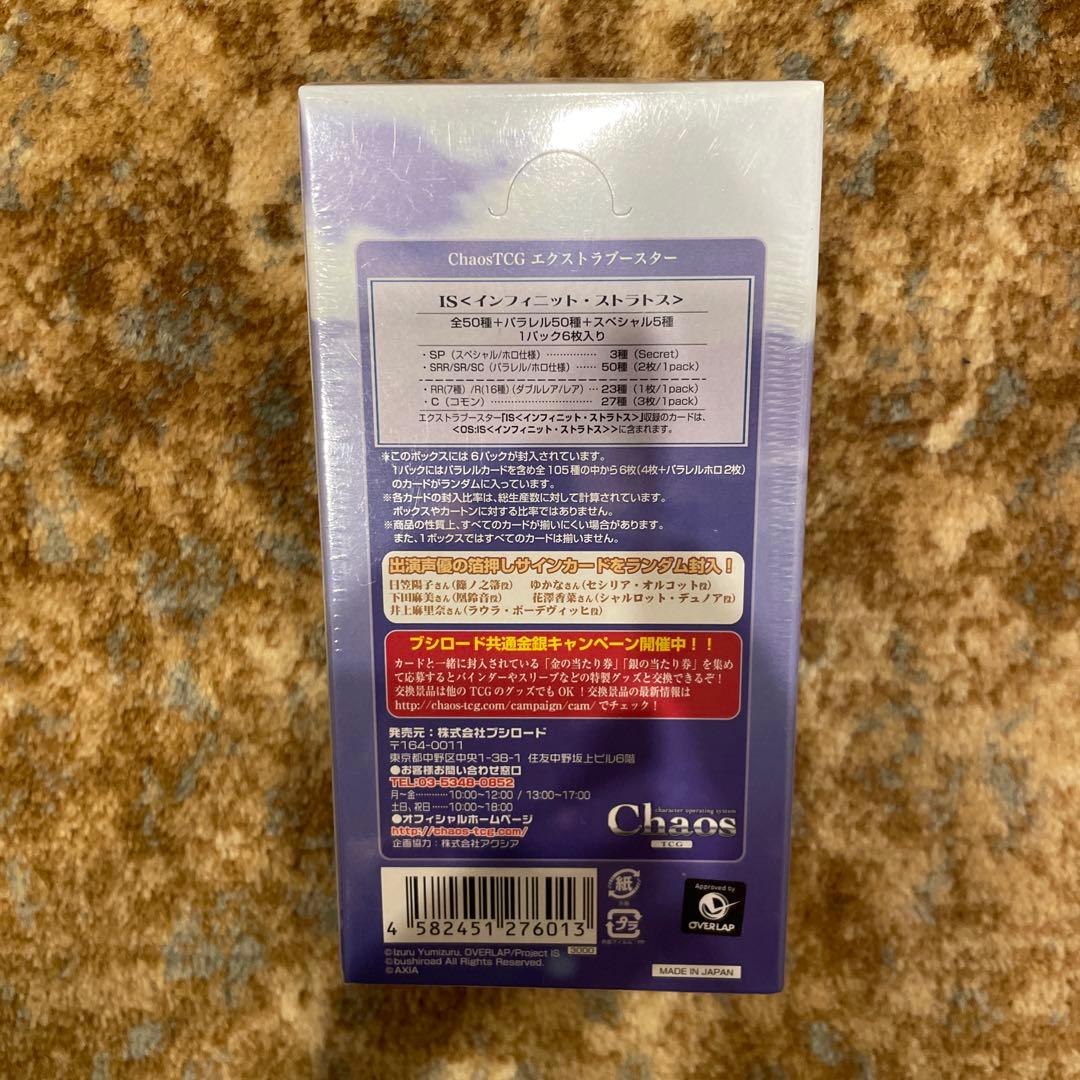 ChaosTCG エクストラブースター
IS<インフィニット・ストラトス>
全50種+パラレル50種+スペシャル5種
1パック6枚入り
・SP(スペシャル/ホロ仕様)…………… 3種(Secret)
・SRR/SR/SC(パラレル/ホロ仕様)…… 50種(2枚/1pack)
・RR(7種)/R(16種)(ダブルレア/レア)… 23種(1枚/1pack)
・C(コモン)……………………………… 27種(3枚/1pack)
エクストラブースター「IS<インフィニット・ストラトス>」収録のカードは、
<OS:IS<インフィニット・ストラトス>>に含まれます。
※このボックスには6パックが封入されています。
1パックにはパラレルカードを含め全105種の中から6枚(4枚+パラレルホロ2枚)
のカードがランダムに入っています。
※各カードの封入比率は、総生産数に対して計算されています。
ボックスやカートンに対する比率ではありません。
※商品の性質上、すべてのカードが揃いにくい場合があります。
また、1ボックスではすべてのカードは揃いません。
出演声優の箔押しサインカードをランダム封入!
日笠陽子さん(篠ノ之箒役) ゆかなさん(セシリア・オルコット役)
下田麻美さん(凰鈴音役) 花澤香菜さん(シャルロット・デュノア役)
井上麻里奈さん(ラウラ・ボーデヴィッヒ役)
ブシロード共通金銀キャンペーン開催中!!
カードと一緒に封入されている「金の当たり券」「銀の当たり券」を集め
て応募するとバインダーやスリーブなどの特製グッズと交換できるぞ!
交換景品は他のTCGのグッズでもOK!交換景品の最新情報は
http://chaos-tcg.com/campaign/cam/でチェック!
発売元:株式会社ブシロード
〒164-0011
東京都中野区中央1-38-1 住友中野坂上ビル6階
●お客様お問い合わせ窓口
TEL:03-5348-0852
月~金…………10:00~12:00 / 13:00~17:00
土日、祝日……10:00~18:00
●オフィシャルホームページ
http://chaos-tcg.com/
企画協力:株式会社アクシア
character operating system
Chaos
TCG
4 582451 276013
紙
プラ
Approved by
OVERLAP
3000
©Izuru Yumizuru, OVERLAP/Project IS
©bushiroad All Rights Reserved.
©AXIA
MADE IN JAPAN